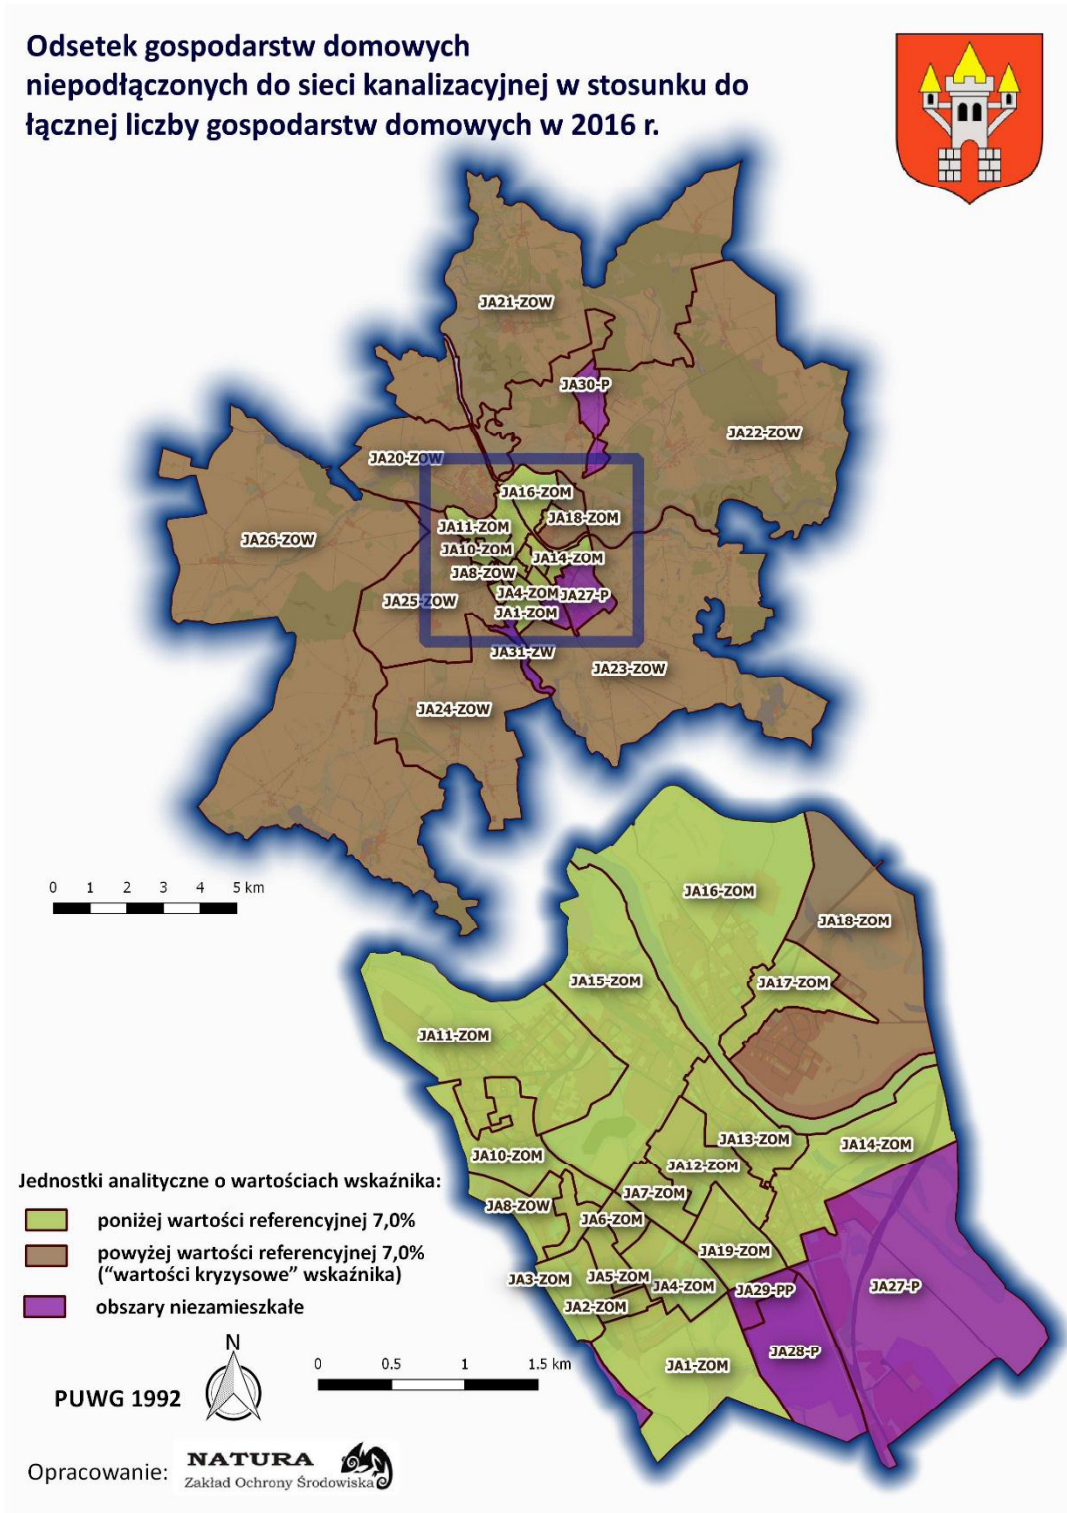 Odsetek gospodarstw domowych
niepodłączonych do sieci kanalizacyjnej w stosunku do
łącznej liczby gospodarstw domowych w 2016 r.
JA21-ZOW
JA30-P
JA22-ZOW
JA20-ZOW
JA16-ZOM
JA18-ZOM
JA11-ZOM
JA26-ZOW
JA10-ZOM
JA14-ZOM
JA8-ZOW
JA4-ZOM
JA27-P
JA25-ZOW
JA1-ZOM
JA31-ZW
JA23-ZOW
JA24-ZOW
0 1 2 3 4 5 km
JA16-ZOM
JA18-ZOM
JA15-ZOM
JA17-ZOM
JA11-ZOM
JA13-ZOM
JA14-ZOM
JA10-ZOM
JA12-ZOM
JA7-ZOM
JA8-ZOW
JA6-ZOM
JA19-ZOM
JA3-ZOM
JA5-ZOM
JA4-ZOM
JA29-PP
JA27-P
JA2-ZOM
JA28-P
JA1-ZOM
Jednostki analityczne o wartościach wskaźnika:
poniżej wartości referencyjnej 7,0%
powyżej wartości referencyjnej 7,0%
("wartości kryzysowe" wskaźnika)
obszary niezamieszkałe
N
0 0.5 1 1.5 km
PUWG 1992
Opracowanie:
NATURA
Zakład Ochrony Środowiska